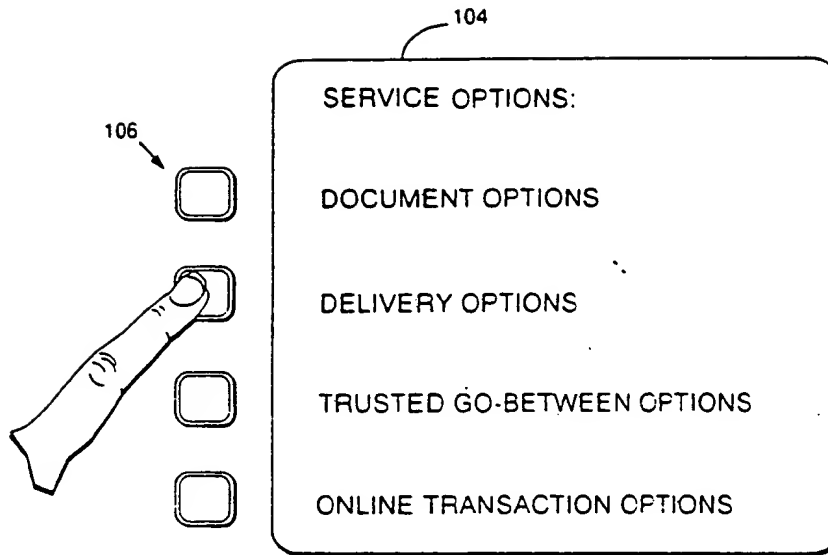 104
SERVICE OPTIONS:
106
DOCUMENT OPTIONS
DELIVERY OPTIONS
TRUSTED GO-BETWEEN OPTIONS
ONLINE TRANSACTION OPTIONS